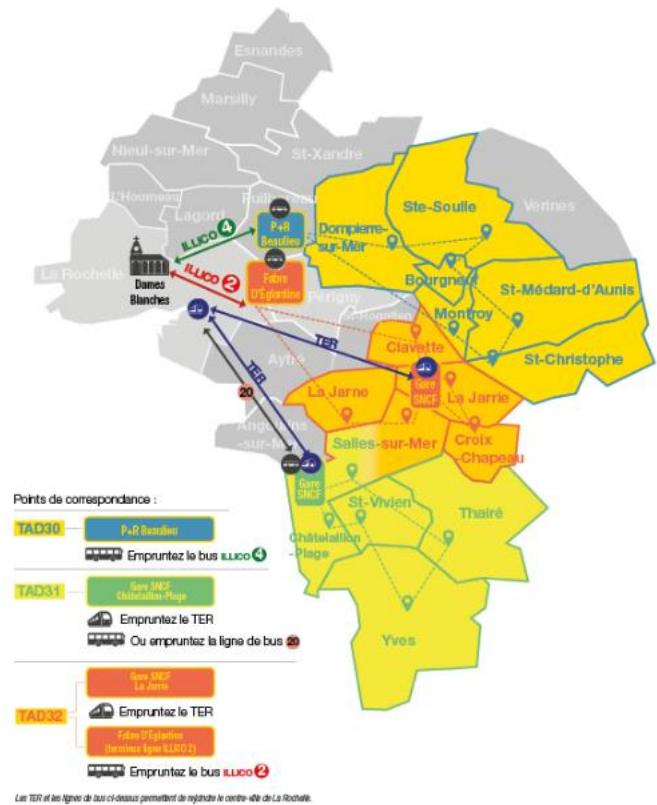 Esnandes
Marsilly
Nieul-sur-Mer
St-Xandre
L'Houmeau
Lagord
Puilboreau
Ste-Soulle
Verines
ILLICO 4
P+R
Beaulieu
Dompierre-
sur-Mer
La Rochelle
Dames
Blanches
ILLICO 2
Fabre
D'Eglantine
Périgny
Bourgneuf
St-Médard-d'Aunis
Montroy
St-Rogatien
Clavette
St-Christophe
TER
Aytré
Gare
SNCF
La Jarne
La Jarrie
20
TER
Angoulins
-sur-Mer
Salles-sur-Mer
Croix
-Chapeau
Gare
SNCF
St-Vivien
Thairé
Châtelaillon
-Plage
Yves
Points de correspondance :
TAD30
P+R Beaulieu
Empruntez le bus ILLICO 4
TAD31
Gare SNCF
Châtelaillon-Plage
Empruntez le TER
Ou empruntez la ligne de bus 20
TAD32
Gare SNCF
La Jarrie
Empruntez le TER
Fabre D'Eglantine
(terminus ligne ILLICO 2)
Empruntez le bus ILLICO 2
Les TER et les lignes de bus ci-dessus permettent de rejoindre le centre-ville de La Rochelle.